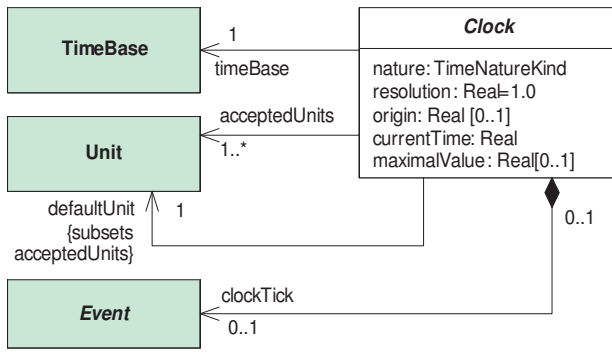 TimeBase
1
timeBase
Clock
nature: TimeNatureKind
resolution: Real=1.0
origin: Real [0..1]
currentTime: Real
maximalValue: Real[0..1]
Unit
acceptedUnits
1..*
defaultUnit
{subsets
acceptedUnits}
1
0..1
Event
clockTick
0..1